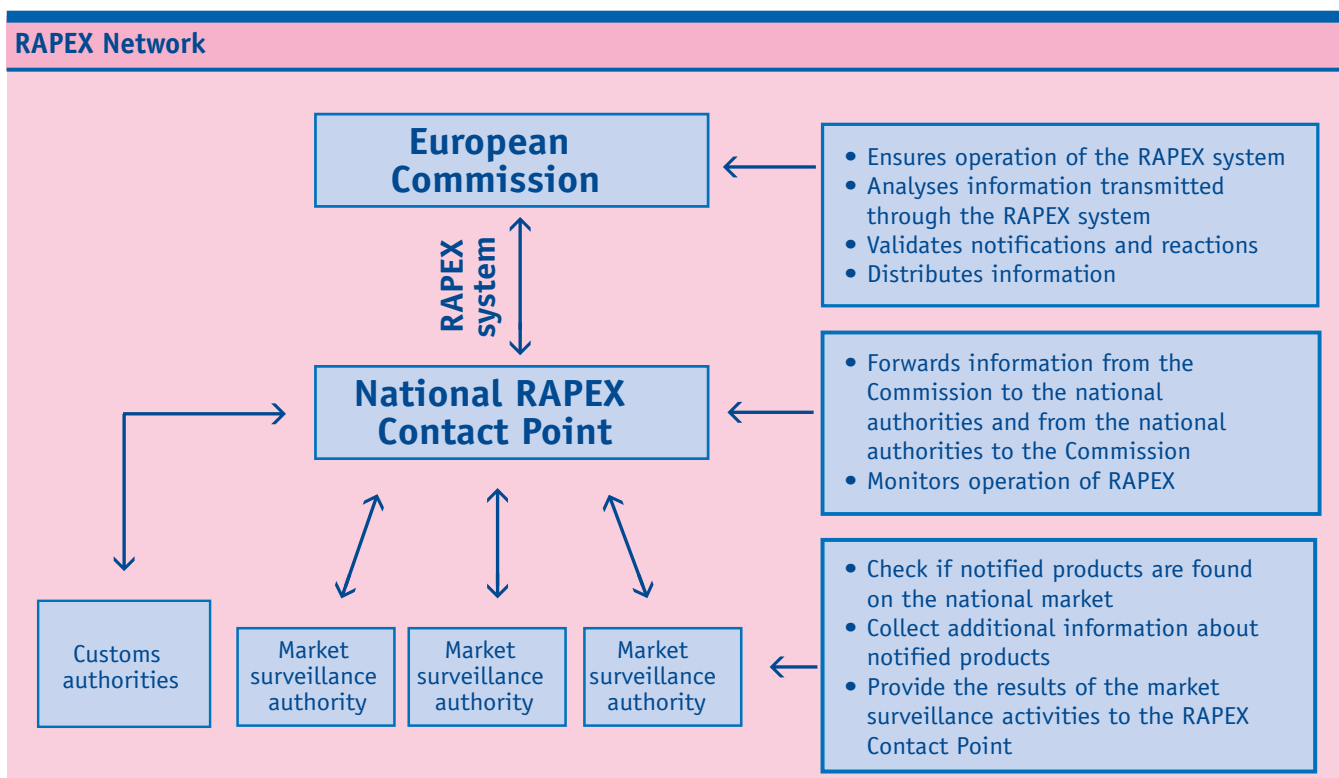 RAPEX Network
European
Commission
• Ensures operation of the RAPEX system
• Analyses information transmitted
through the RAPEX system
• Validates notifications and reactions
• Distributes information
RAPEX
system
National RAPEX
Contact Point
• Forwards information from the
Commission to the national
authorities and from the national
authorities to the Commission
• Monitors operation of RAPEX
Customs
authorities
Market
surveillance
authority
Market
surveillance
authority
Market
surveillance
authority
• Check if notified products are found
on the national market
• Collect additional information about
notified products
• Provide the results of the market
surveillance activities to the RAPEX
Contact Point